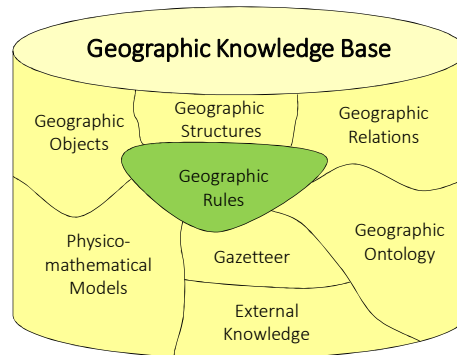 Geographic Knowledge Base
Geographic
Objects
Geographic
Structures
Geographic
Relations
Geographic
Rules
Physico-
mathematical
Models
Gazetteer
Geographic
Ontology
External
Knowledge